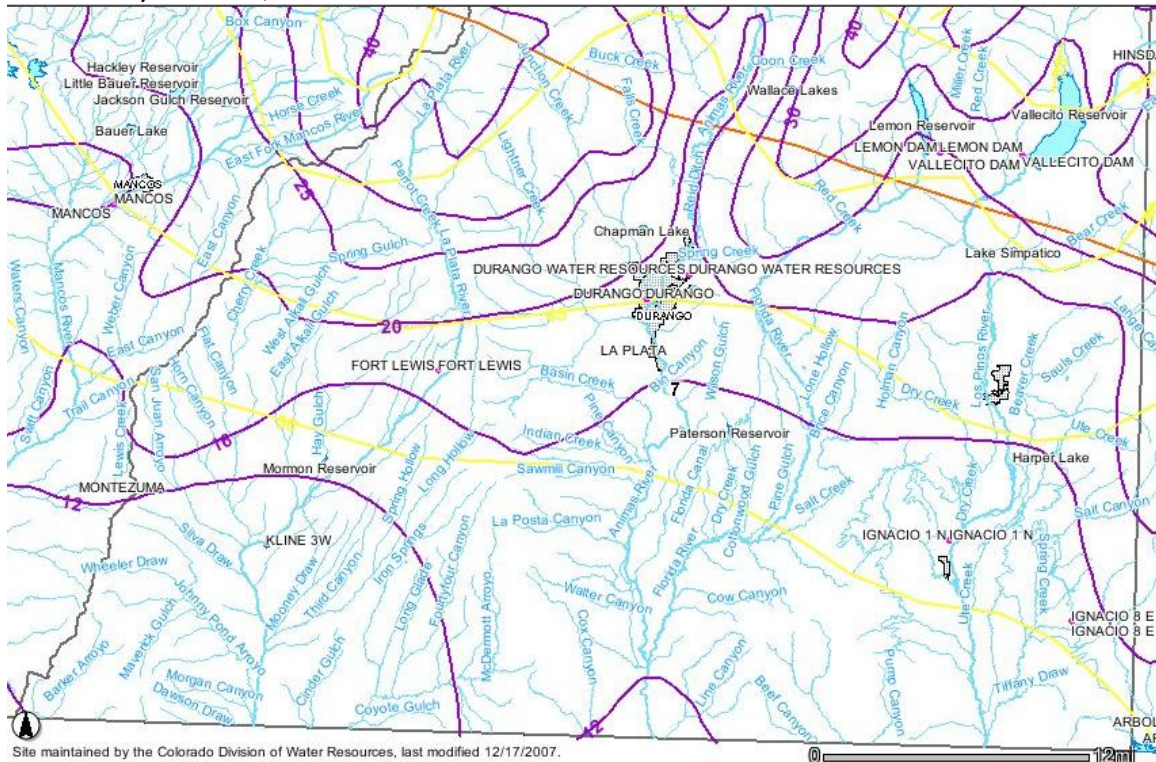 Box Canyon
40
La Plata River
Junction Creek
Buck Creek
Coon Creek
40
Miller Creek
Red Creek
HINSD
Hackley Reservoir
Little Bauer Reservoir
Jackson Gulch Reservoir
Horse Creek
Falls Creek
Animas River
Wallace Lakes
30
Vallecito Reservoir
Bauer Lake
East Fork Mancos River
Lightner Creek
Lemon Reservoir
LEMON DAM LEMON DAM
VALLECITO DAM VALLECITO DAM
MANCOS
MANCOS
MANCOS
25
Perrot Creek
La Plata River
Reid Ditch
Red Creek
East Canyon
Chapman Lake
Bear Creek
Spring Gulch
Spring Creek
Lake Simpatico
Waters Canyon
Mancos River
Weber Canyon
Cherry Creek
West Alkali Gulch
East Alkali Gulch
DURANGO WATER RESOURCES DURANGO WATER RESOURCES
DURANGO DURANGO
DURANGO
20
Florida River
Los Pinos River
East Canyon
Flat Canyon
LA PLATA
Lone Hollow
Holman Canyon
Beaver Creek
Sauls Creek
FORT LEWIS FORT LEWIS
Basin Creek
Bin Canyon
Wilson Gulch
Brice Canyon
Dry Creek
Trail Canyon
San Juan Arroyo
Horn Canyon
Lewis Creek
Hay Gulch
7
Pine Canyon
Ute Creek
16
Indian Creek
Paterson Reservoir
Mormon Reservoir
Spring Hollow
Long Hollow
Sawmill Canyon
Harper Lake
12
MONTEZUMA
Animas River
Florida Canal
Dry Creek
Cottonwood Gulch
Pine Gulch
Salt Creek
Dry Creek
Salt Canyon
La Posta Canyon
Silva Draw
KLINE 3W
Iron Springs
IGNACIO 1 N IGNACIO 1 N
Wheeler Draw
Mooney Draw
Third Canyon
Long Gulch
Fourmour Canyon
Florida River
Spring Creek
Johnny Pond Arroyo
Maverick Gulch
McDermott Arroyo
Walter Canyon
Cow Canyon
Ute Creek
IGNACIO 8 E
IGNACIO 8 E
Barker Arroyo
Cox Canyon
Morgan Canyon
Dawson Draw
Cinder Gulch
Line Canyon
Beef Canyon
Pump Canyon
Tiffany Draw
Coyote Gulch
12
ARBOL
Site maintained by the Colorado Division of Water Resources, last modified 12/17/2007.
0
12m